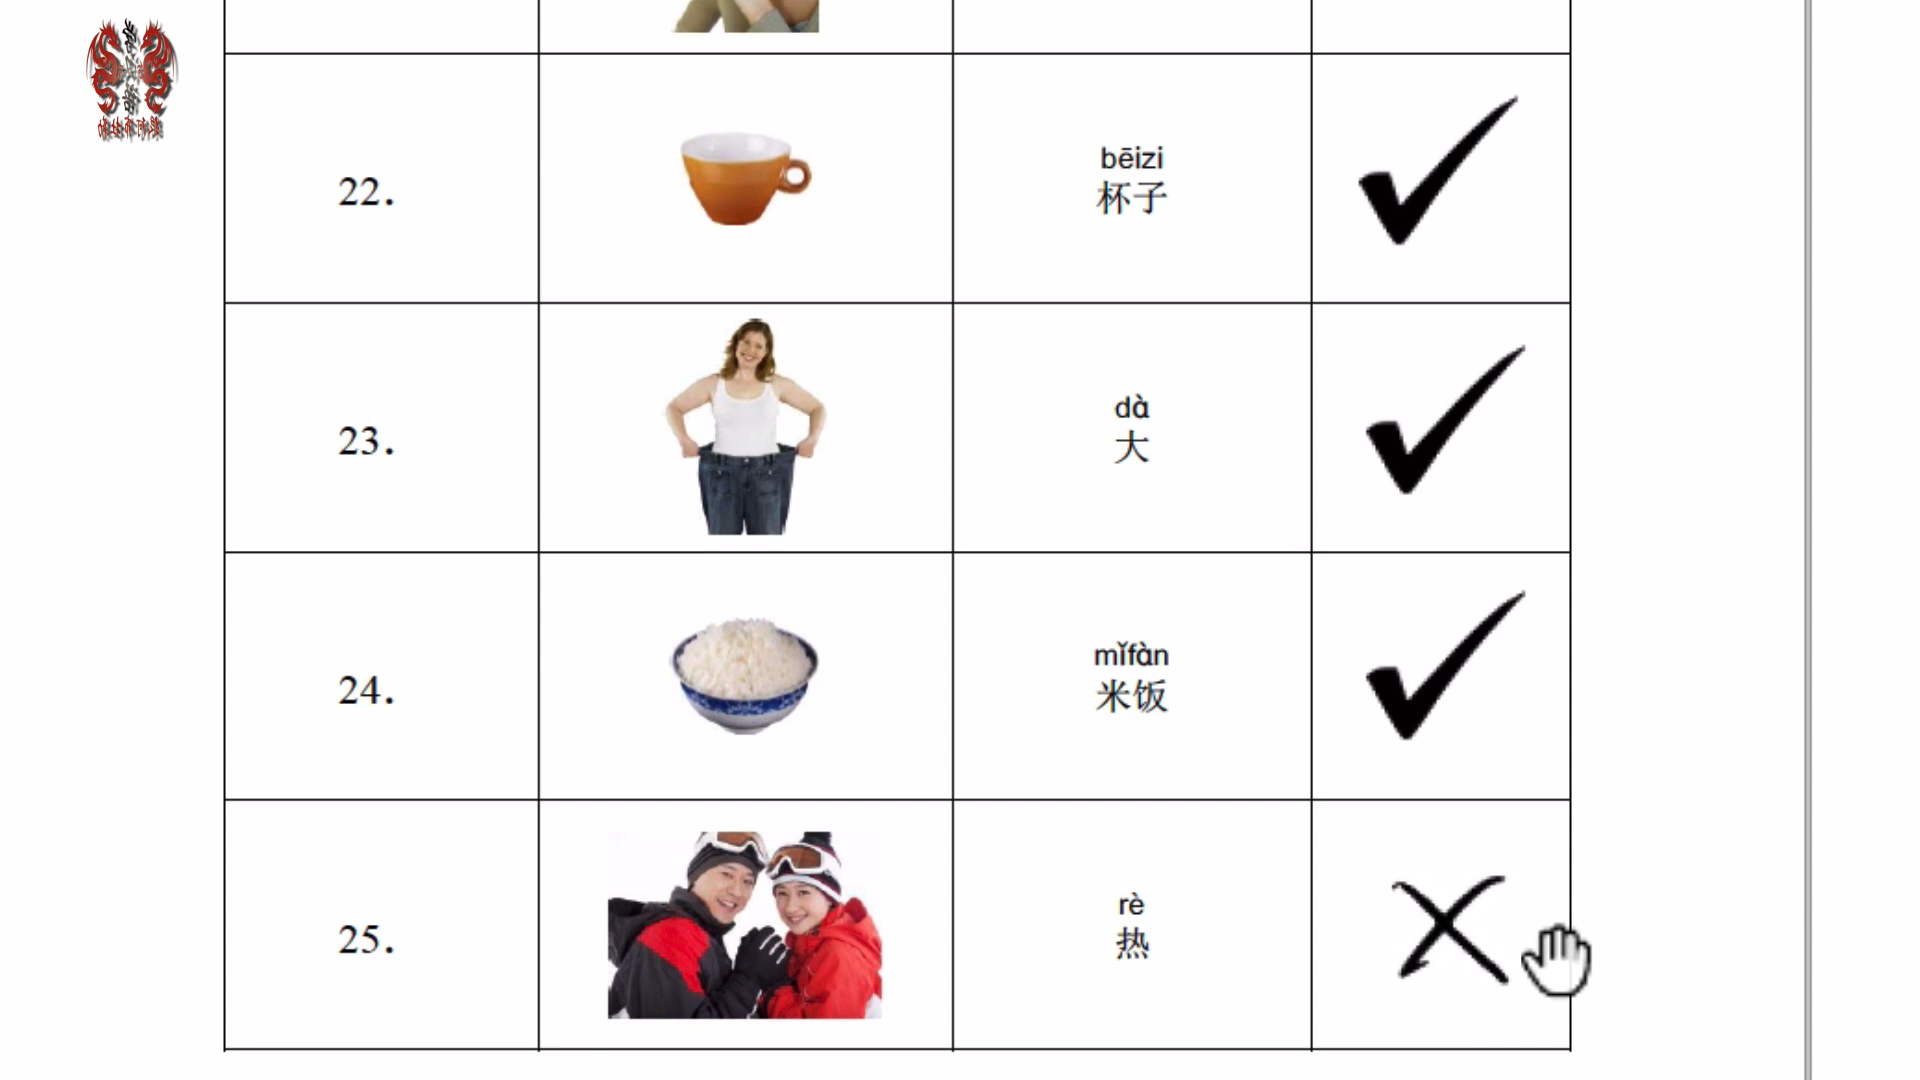 22.
bēizi
杯子
23.
dà
大
24.
mǐfàn
米饭
25.
rè
热